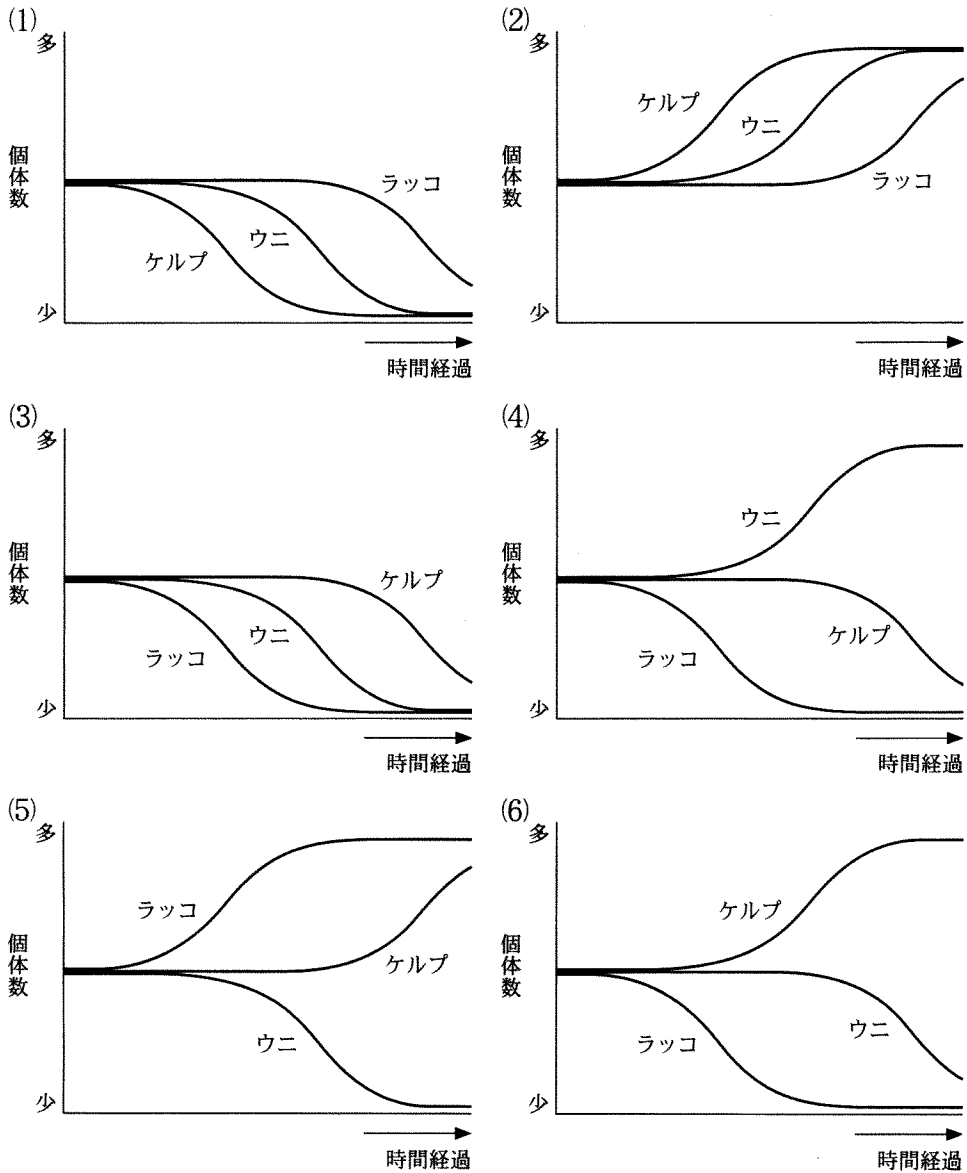 (1)
多
個体数
少
ケルプ
ウニ
ラッコ
時間経過
(2)
多
個体数
少
ケルプ
ウニ
ラッコ
時間経過
(3)
多
個体数
少
ラッコ
ウニ
ケルプ
時間経過
(4)
多
個体数
少
ウニ
ラッコ
ケルプ
時間経過
(5)
多
個体数
少
ラッコ
ケルプ
ウニ
時間経過
(6)
多
個体数
少
ケルプ
ラッコ
ウニ
時間経過